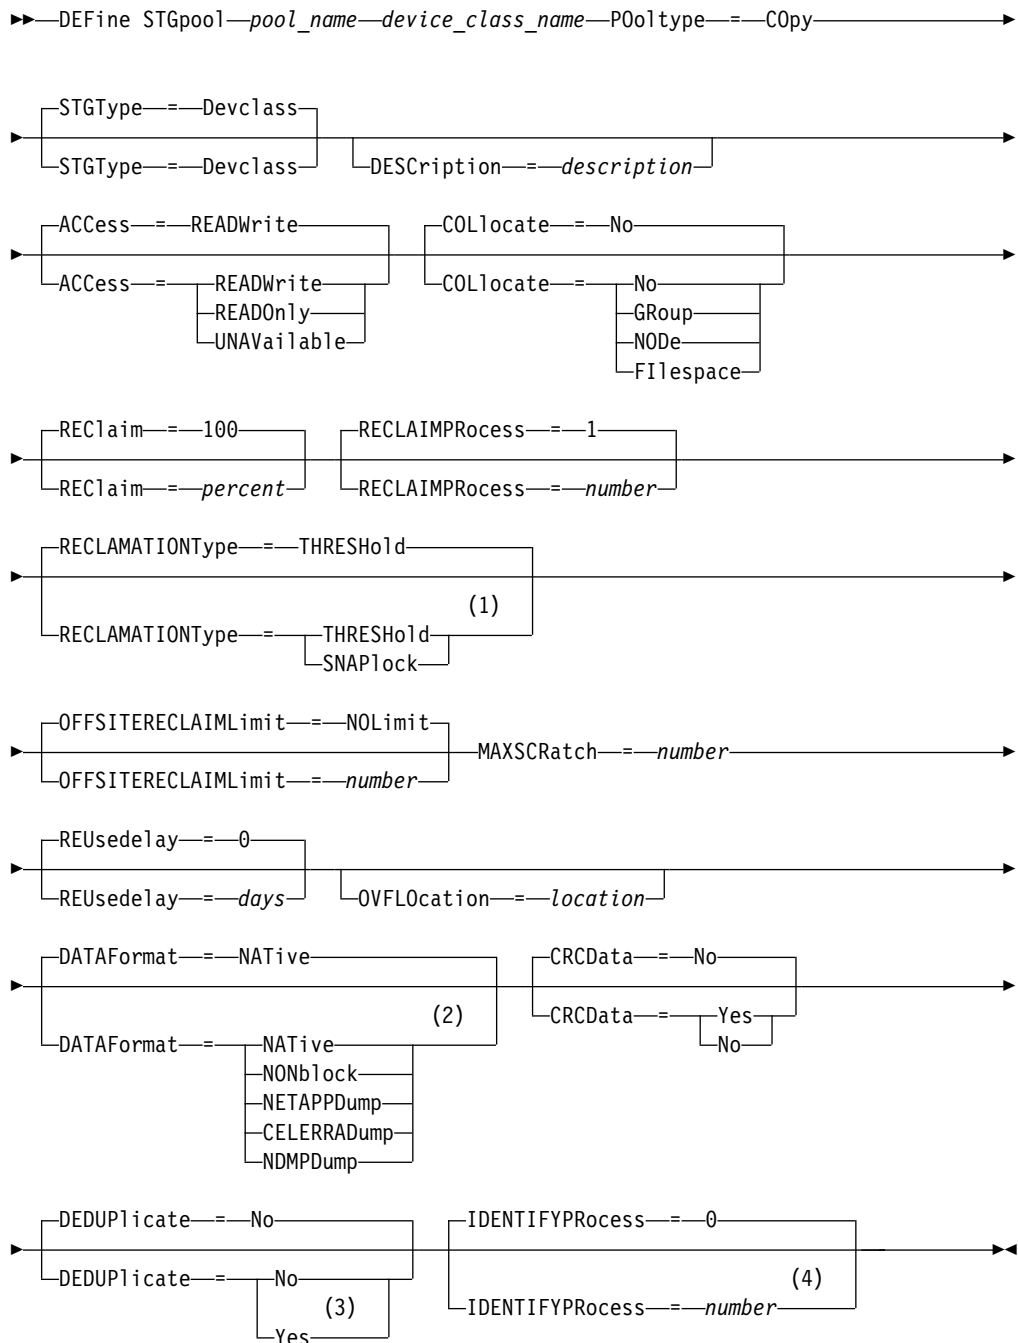 DEFine STGpool pool_name device_class_name POoltype = COpy
STGType = Devclass
STGType = Devclass
DESCription = description
ACCess = READWrite
ACCess = READWrite
READOnly
UNAVailable
COLlocate = No
COLlocate = No
GRoup
NODe
FIlespace
REClaim = 100
REClaim = percent
RECLAIMPRocess = 1
RECLAIMPRocess = number
RECLAMATIONType = THRESHold
(1)
RECLAMATIONType = THRESHold
SNAPlock
OFFSITERECLAIMLimit = NOLimit
OFFSITERECLAIMLimit = number
MAXSCRatch = number
REUsedelay = 0
REUsedelay = days
OVFLOcation = location
DATAFormat = NATive
(2)
DATAFormat = NATive
NONblock
NETAPPDump
CELERRADump
NDMPDump
CRCData = No
CRCData = Yes
No
DEDUPlicate = No
DEDUPlicate = No
(3)
Yes
IDENTIFYPRocess = 0
(4)
IDENTIFYPRocess = number